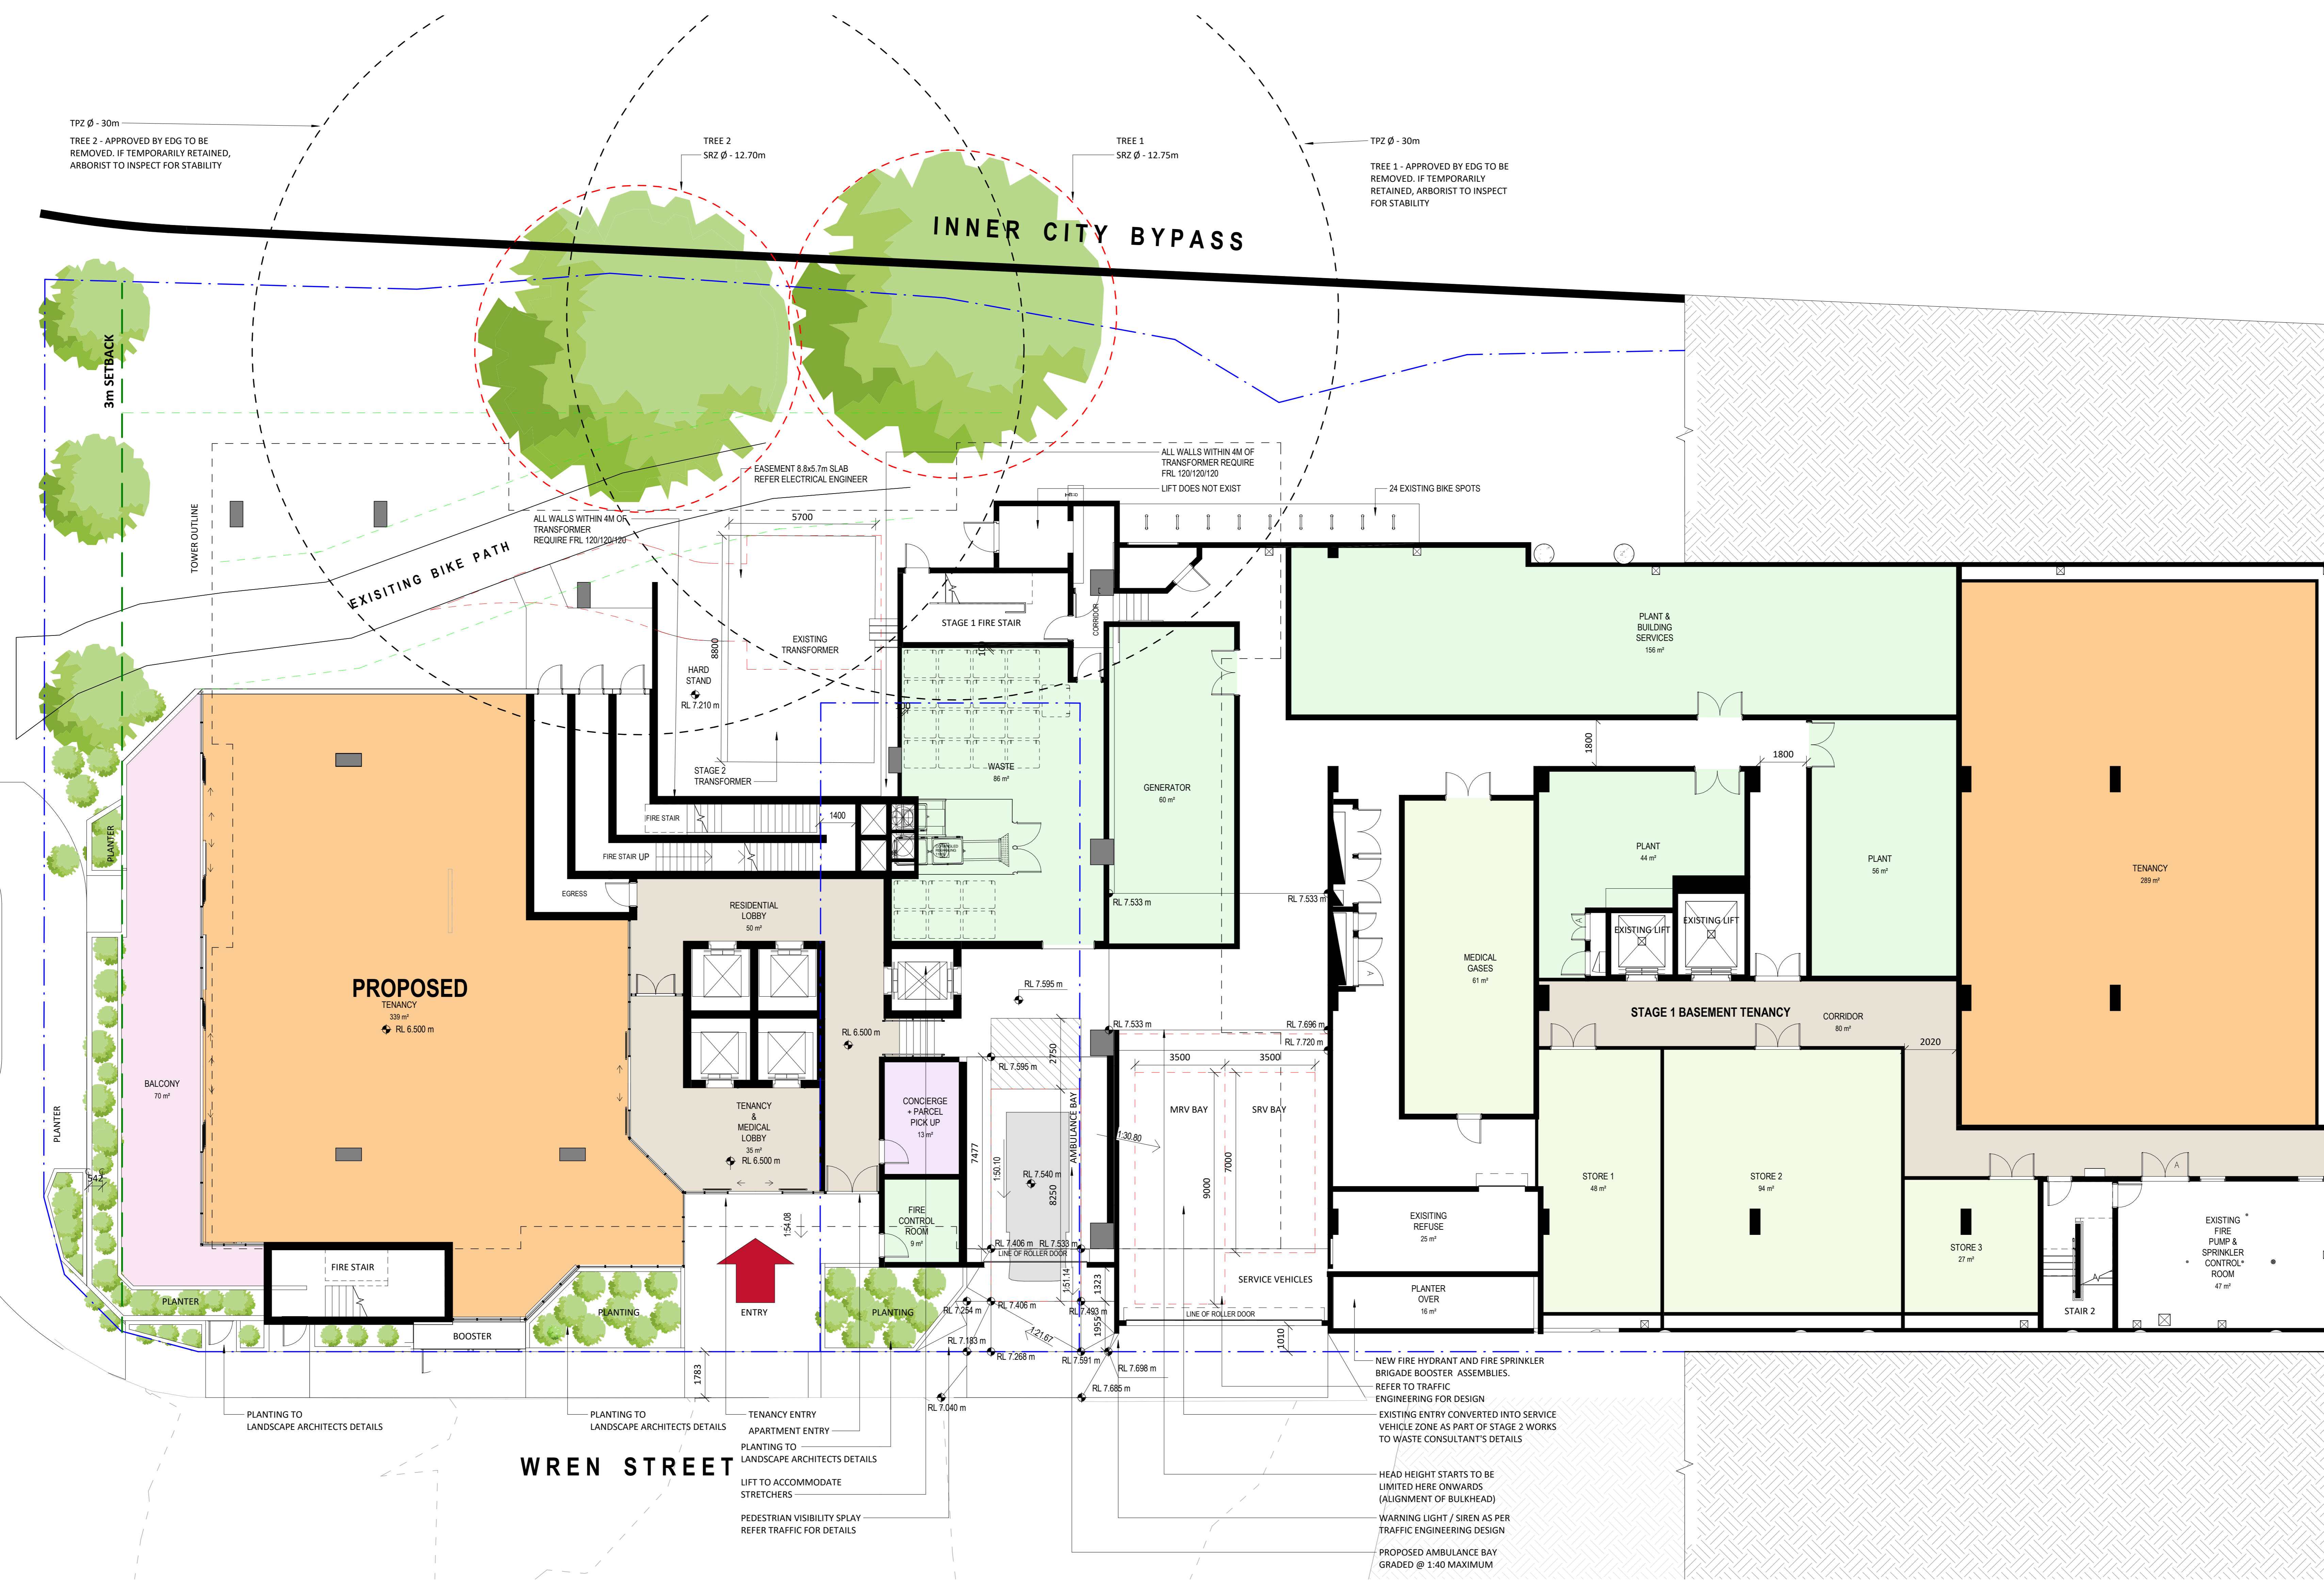 TPZ Ø - 30m
TREE 2 - APPROVED BY EDG TO BE
REMOVED. IF TEMPORARILY RETAINED,
ARBORIST TO INSPECT FOR STABILITY
TREE 2
SRZ Ø - 12.70m
TREE 1
SRZ Ø - 12.75m
TPZ Ø - 30m
TREE 1 - APPROVED BY EDG TO BE
REMOVED. IF TEMPORARILY
RETAINED, ARBORIST TO INSPECT
FOR STABILITY
INNER CITY BYPASS
3m SETBACK
TOWER OUTLINE
EXISITING BIKE PATH
EASEMENT 8.8x5.7m SLAB
REFER ELECTRICAL ENGINEER
ALL WALLS WITHIN 4M OF
TRANSFORMER REQUIRE
FRL 120/120/120
LIFT DOES NOT EXIST
24 EXISTING BIKE SPOTS
ALL WALLS WITHIN 4M OF
TRANSFORMER
REQUIRE FRL 120/120/120
5700
8800
EXISTING
TRANSFORMER
HARD
STAND
RL 7.210 m
STAGE 2
TRANSFORMER
STAGE 1 FIRE STAIR
CORRIDOR
WASTE
86 m²
GENERATOR
60 m²
PLANT &
BUILDING
SERVICES
156 m²
1800
1800
PLANT
44 m²
PLANT
56 m²
TENANCY
289 m²
FIRE STAIR
1400
FIRE STAIR UP
EGRESS
RESIDENTIAL
LOBBY
50 m²
RL 7.533 m
RL 7.533 m
EXISTING LIFT
EXISTING LIFT
MEDICAL
GASES
61 m²
PROPOSED
TENANCY
339 m²
RL 6.500 m
RL 6.500 m
RL 7.595 m
RL 7.533 m
RL 7.696 m
RL 7.720 m
STAGE 1 BASEMENT TENANCY
CORRIDOR
80 m²
2020
PLANTER
BALCONY
70 m²
PLANTER
542
RL 7.595 m
2750
3500
3500
CONCIERGE
+ PARCEL
PICK UP
13 m²
TENANCY
&
MEDICAL
LOBBY
35 m²
RL 6.500 m
7477
1:50.10
AMBULANCE BAY
RL 7.540 m
8250
1:30.80
MRV BAY
SRV BAY
7000
9000
STORE 1
48 m²
STORE 2
94 m²
STORE 3
27 m²
EXISITING
REFUSE
25 m²
EXISTING
FIRE
PUMP &
SPRINKLER
CONTROL
ROOM
47 m²
STAIR 2
FIRE
CONTROL
ROOM
9 m²
1:54.08
RL 7.406 m
RL 7.533 m
LINE OF ROLLER DOOR
1:51.14
1323
FIRE STAIR
PLANTER
PLANTING
ENTRY
PLANTING
SERVICE VEHICLES
LINE OF ROLLER DOOR
PLANTER
OVER
16 m²
BOOSTER
RL 7.254 m
RL 7.406 m
RL 7.493 m
1955
1010
RL 7.183 m
1:21.67
RL 7.268 m
RL 7.591 m
RL 7.698 m
1783
RL 7.685 m
RL 7.040 m
NEW FIRE HYDRANT AND FIRE SPRINKLER
BRIGADE BOOSTER ASSEMBLIES.
REFER TO TRAFFIC
ENGINEERING FOR DESIGN
EXISTING ENTRY CONVERTED INTO SERVICE
VEHICLE ZONE AS PART OF STAGE 2 WORKS
TO WASTE CONSULTANT'S DETAILS
PLANTING TO
LANDSCAPE ARCHITECTS DETAILS
PLANTING TO
LANDSCAPE ARCHITECTS DETAILS
TENANCY ENTRY
APARTMENT ENTRY
PLANTING TO
LANDSCAPE ARCHITECTS DETAILS
WREN STREET
LIFT TO ACCOMMODATE
STRETCHERS
PEDESTRIAN VISIBILITY SPLAY
REFER TRAFFIC FOR DETAILS
HEAD HEIGHT STARTS TO BE
LIMITED HERE ONWARDS
(ALIGNMENT OF BULKHEAD)
WARNING LIGHT / SIREN AS PER
TRAFFIC ENGINEERING DESIGN
PROPOSED AMBULANCE BAY
GRADED @ 1:40 MAXIMUM